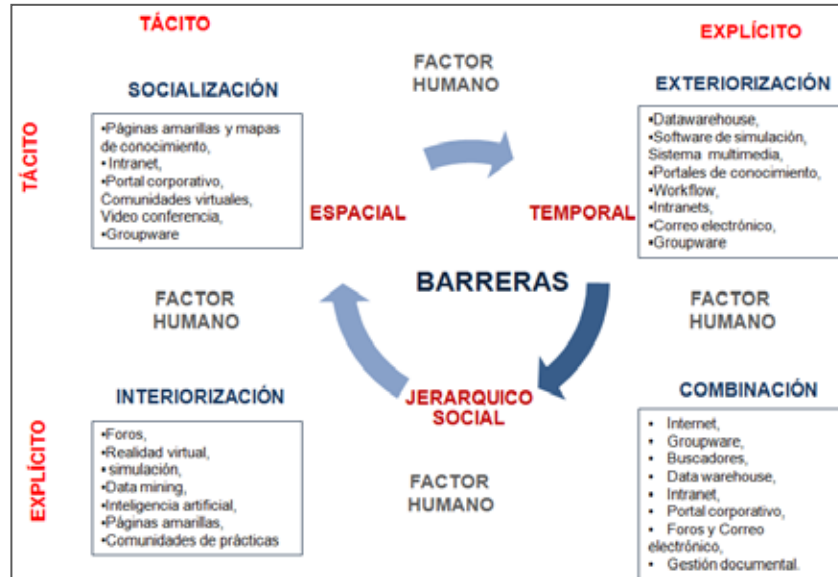 TÁCITO
EXPLÍCITO
FACTOR
HUMANO
SOCIALIZACIÓN
EXTERIORIZACIÓN
TÁCITO
•Páginas amarillas y mapas
de conocimiento,
• Intranet,
•Portal corporativo,
Comunidades virtuales,
Video conferencia,
•Groupware
•Datawarehouse,
•Software de simulación,
Sistema multimedia,
•Portales de conocimiento,
•Workflow,
•Intranets,
•Correo electrónico,
•Groupware
ESPACIAL
TEMPORAL
BARRERAS
FACTOR
HUMANO
FACTOR
HUMANO
JERARQUICO
SOCIAL
INTERIORIZACIÓN
COMBINACIÓN
EXPLÍCITO
•Foros,
•Realidad virtual,
•simulación,
•Data mining,
•Inteligencia artificial,
•Páginas amarillas,
•Comunidades de prácticas
FACTOR
HUMANO
• Internet,
• Groupware,
• Buscadores,
• Data warehouse,
• Intranet,
• Portal corporativo,
• Foros y Correo
electrónico,
• Gestión documental.